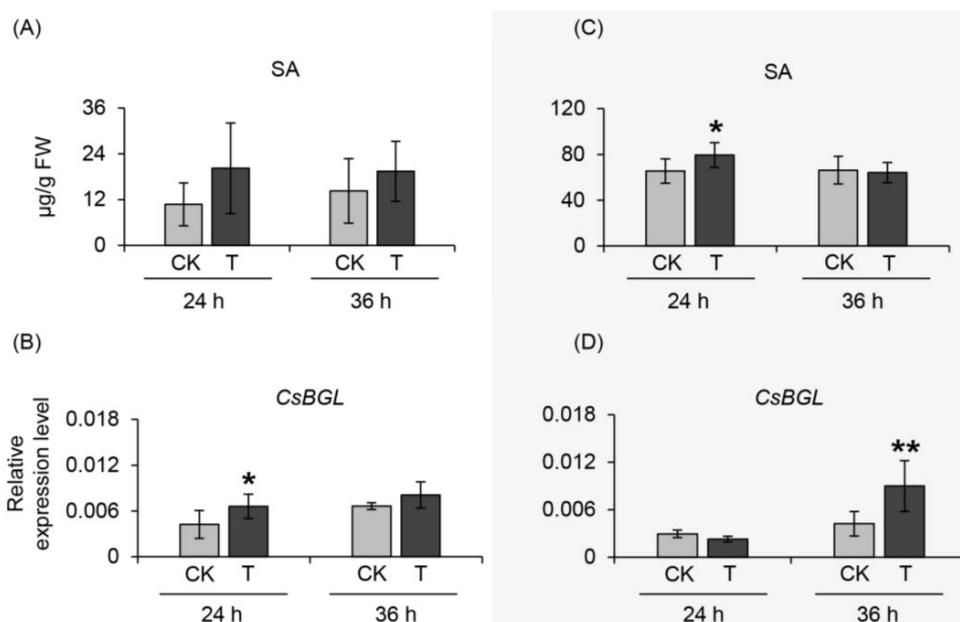 (A)
SA
µg/g FW
36
24
12
0
CK T CK T
24 h 36 h
(C)
SA
120
80
40
0
*
CK T CK T
24 h 36 h
(B)
CsBGL
Relative
expression level
0.018
0.012
0.006
0
*
CK T CK T
24 h 36 h
(D)
CsBGL
0.018
0.012
0.006
0
**
CK T CK T
24 h 36 h